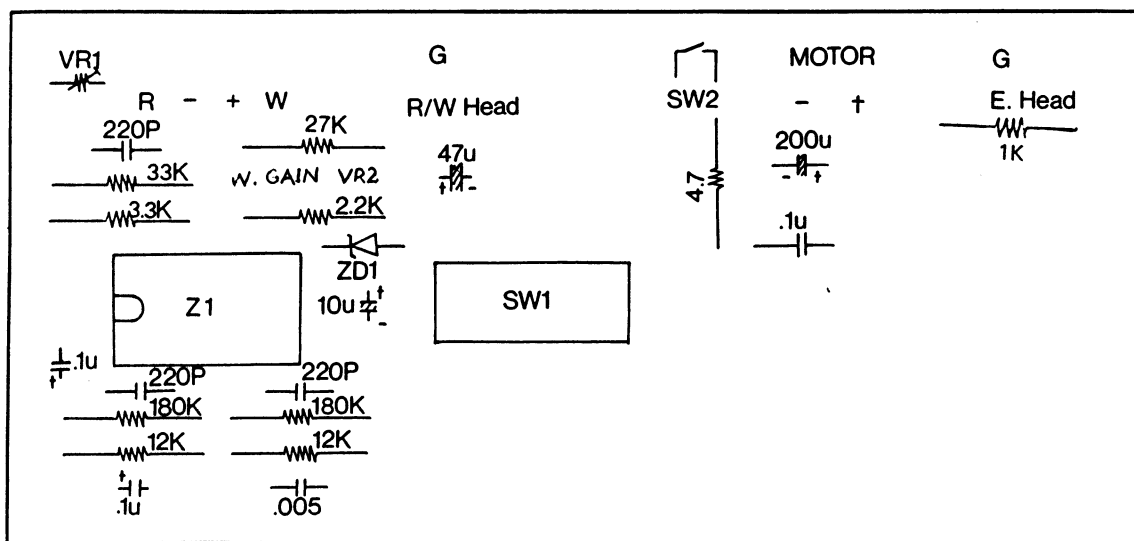 VR1
G
MOTOR
G
R - + W
R/W Head
SW2
- +
E. Head
220P
27K
47u
+ -
200u
- +
1K
33K
W. GAIN VR2
4.7
3.3K
2.2K
.1u
ZD1
Z1
10u
+
-
SW1
.1u
+
220P
220P
180K
180K
12K
12K
+
.1u
.005